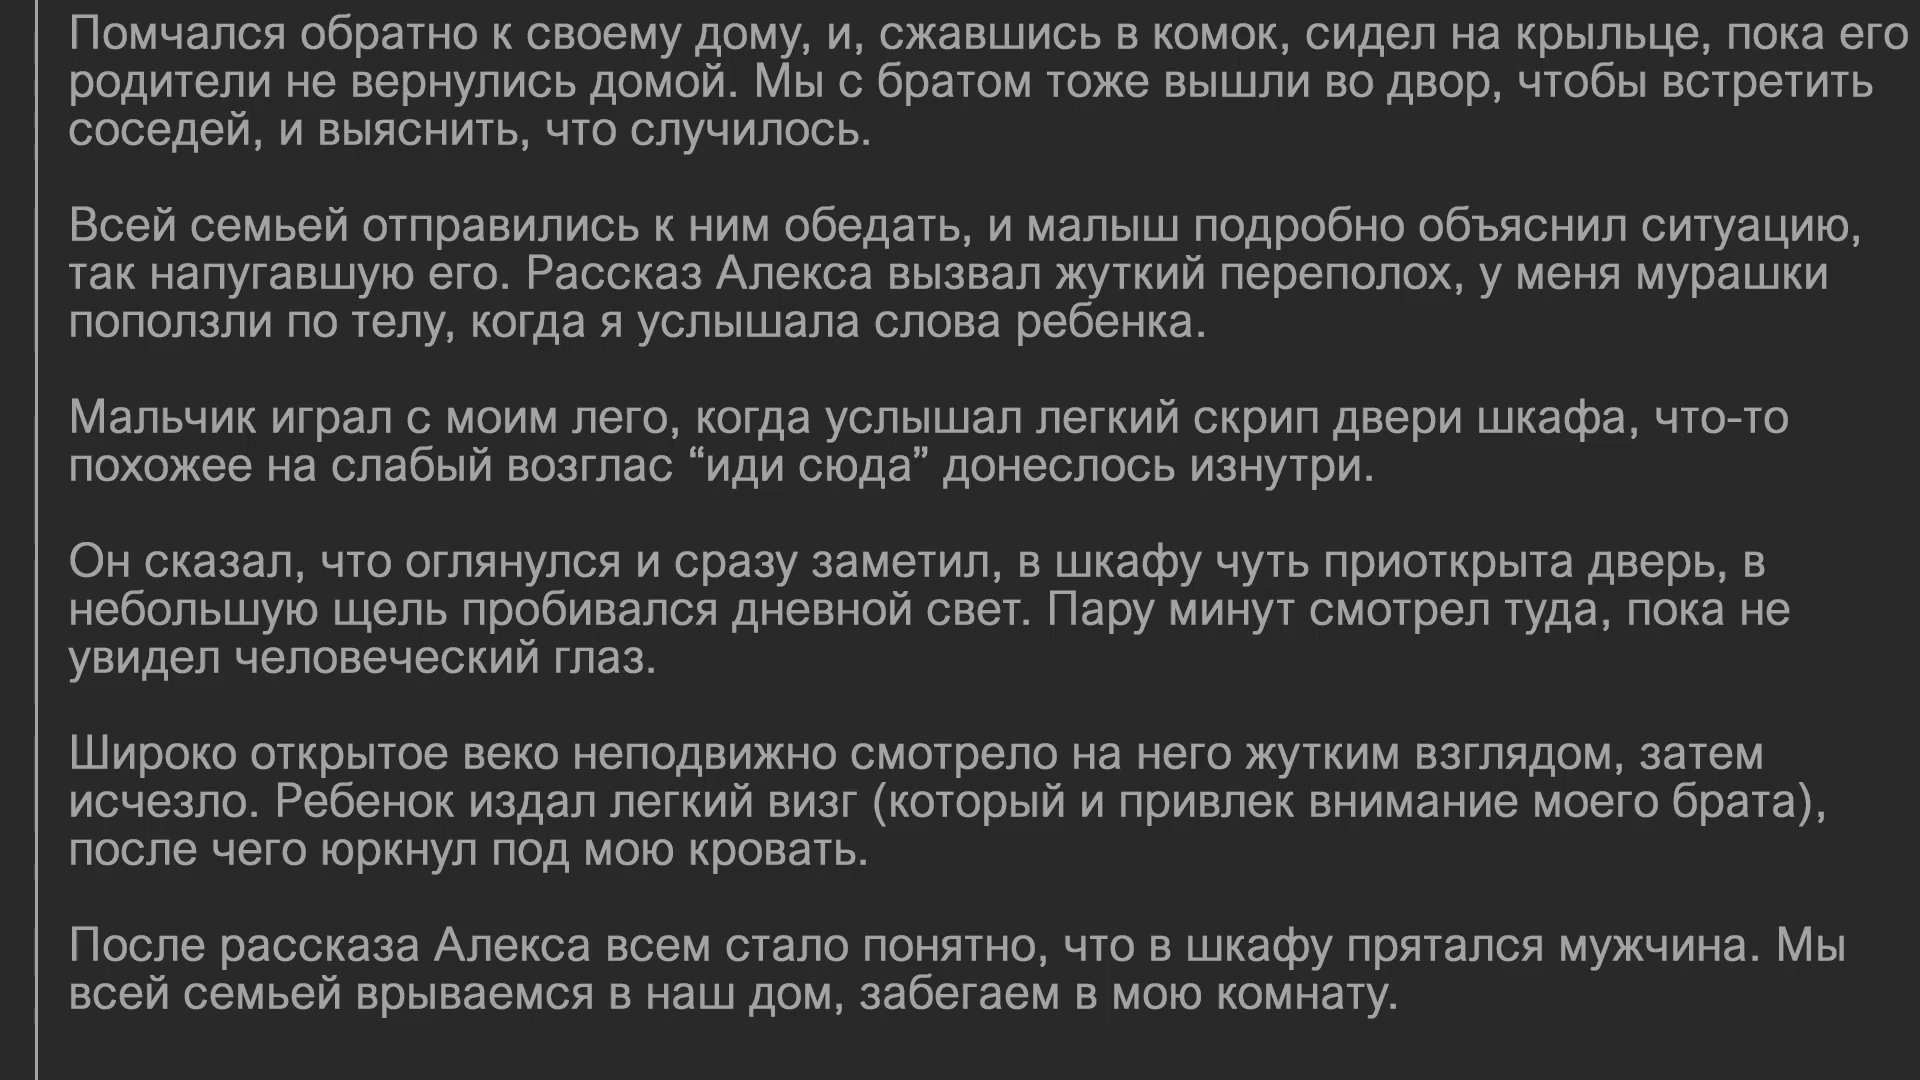 Помчался обратно к своему дому, и, сжавшись в комок, сидел на крыльце, пока его
родители не вернулись домой. Мы с братом тоже вышли во двор, чтобы встретить
соседей, и выяснить, что случилось.
Всей семьей отправились к ним обедать, и малыш подробно объяснил ситуацию,
так напугавшую его. Рассказ Алекса вызвал жуткий переполох, у меня мурашки
поползли по телу, когда я услышала слова ребенка.
Мальчик играл с моим лего, когда услышал легкий скрип двери шкафа, что-то
похожее на слабый возглас “иди сюда” донеслось изнутри.
Он сказал, что оглянулся и сразу заметил, в шкафу чуть приоткрыта дверь, в
небольшую щель пробивался дневной свет. Пару минут смотрел туда, пока не
увидел человеческий глаз.
Широко открытое веко неподвижно смотрело на него жутким взглядом, затем
исчезло. Ребенок издал легкий визг (который и привлек внимание моего брата),
после чего юркнул под мою кровать.
После рассказа Алекса всем стало понятно, что в шкафу прятался мужчина. Мы
всей семьей врываемся в наш дом, забегаем в мою комнату.